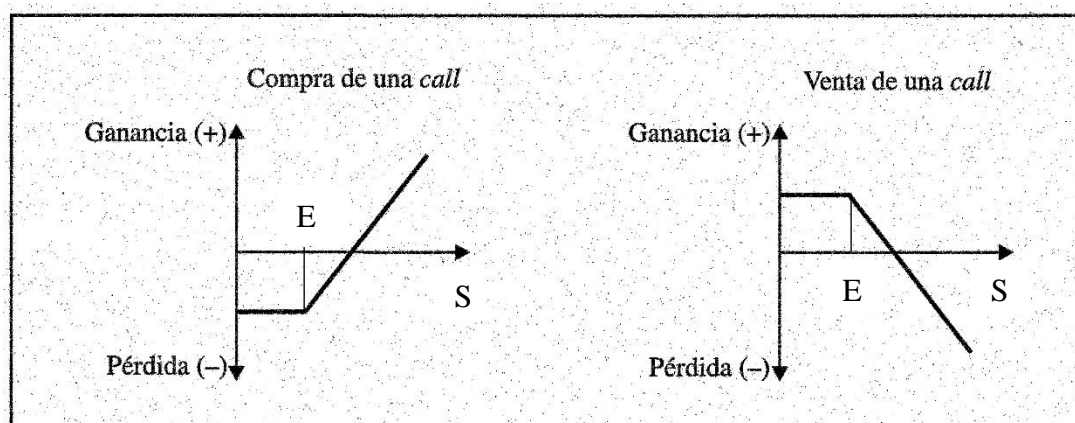 Compra de una call
Ganancia (+)
E
S
Pérdida (–)
Venta de una call
Ganancia (+)
E
S
Pérdida (–)